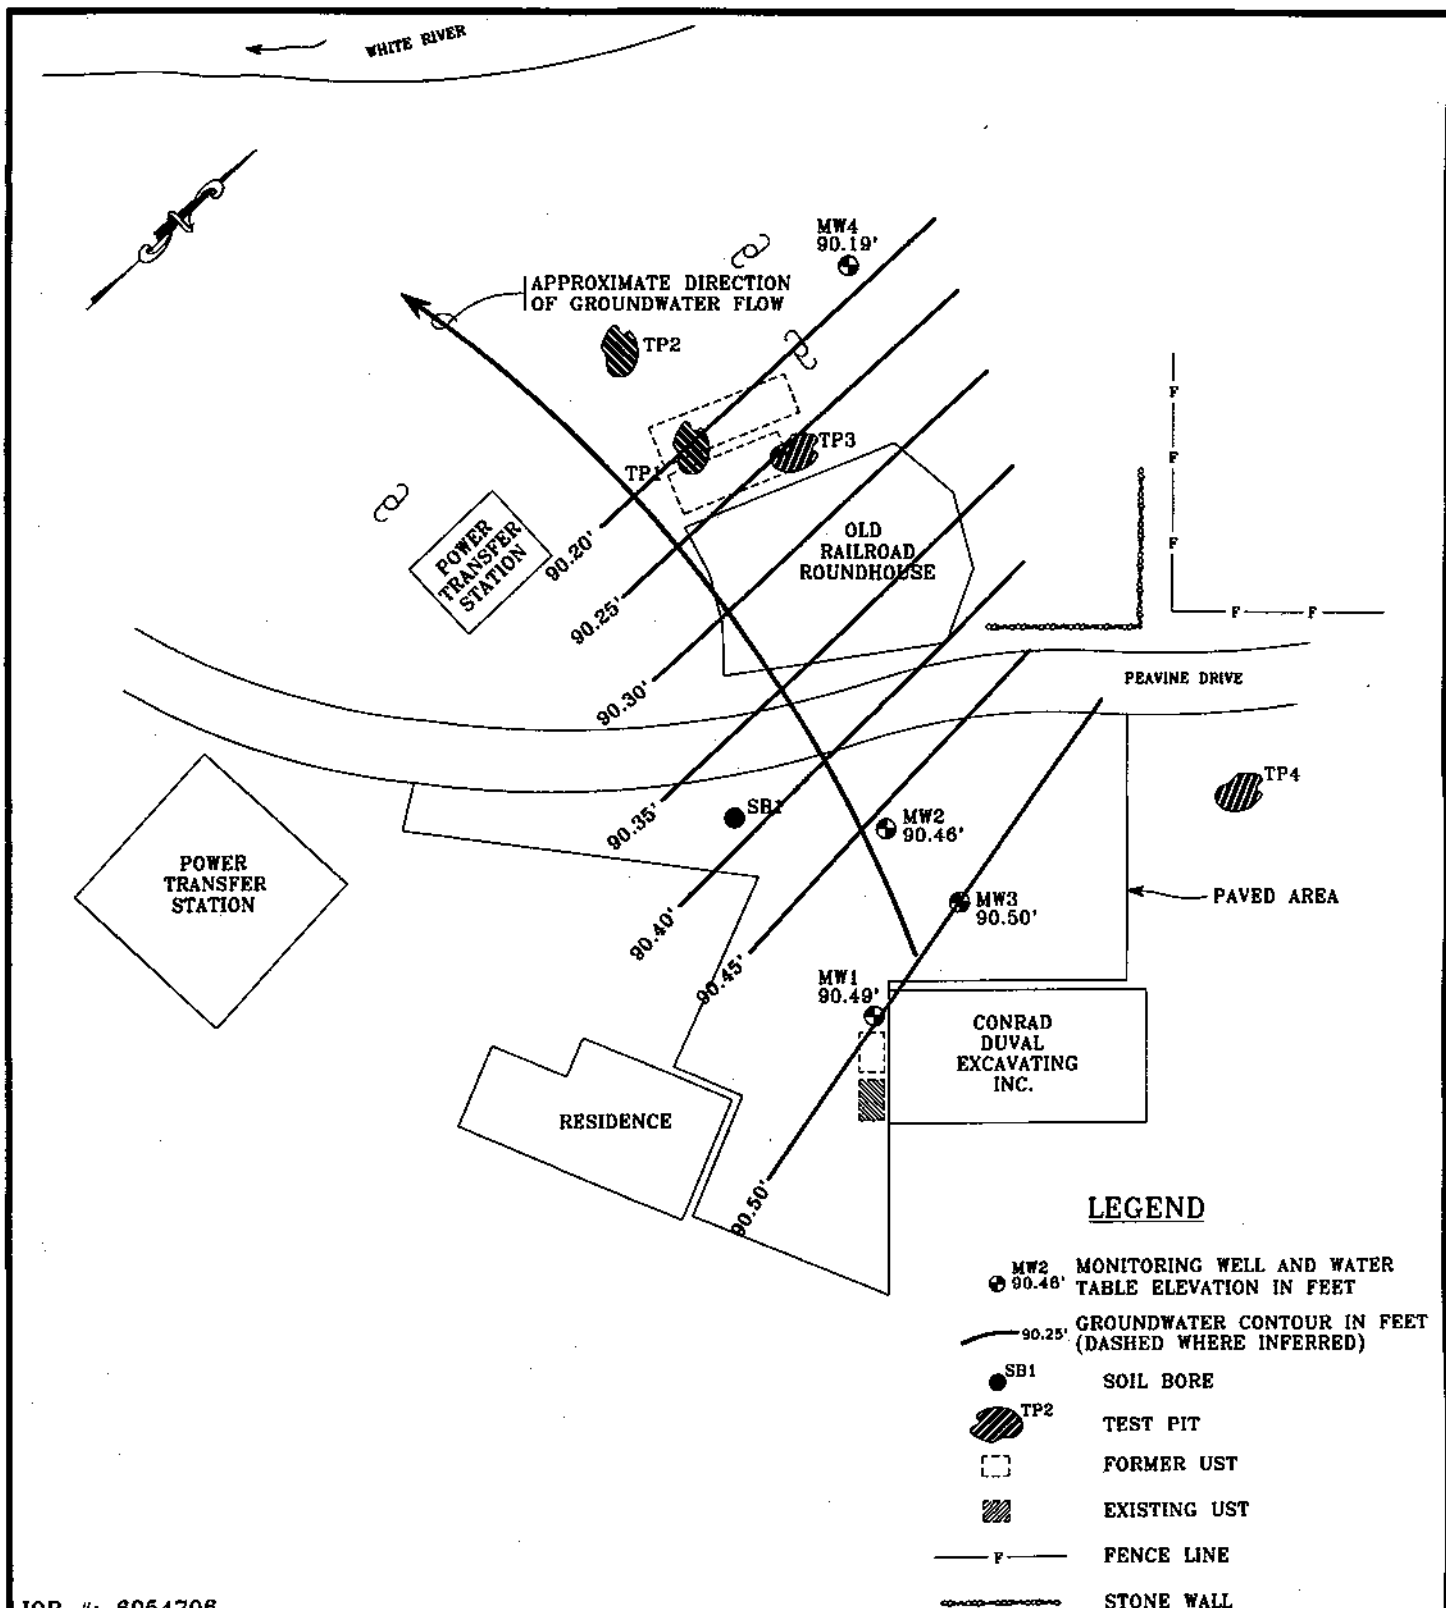 WHITE RIVER
N
MW4
90.19'
APPROXIMATE DIRECTION
OF GROUNDWATER FLOW
TP2
TP3
TP1
F
F
F
F
F
OLD
RAILROAD
ROUNDHOUSE
POWER
TRANSFER
STATION
90.20'
90.25'
90.30'
90.35'
90.40'
90.45'
90.50'
PEAVINE DRIVE
TP4
SB1
MW2
90.46'
POWER
TRANSFER
STATION
MW3
90.50'
PAVED AREA
MW1
90.49'
CONRAD
DUVAL
EXCAVATING
INC.
RESIDENCE
LEGEND
MW2
90.46'
MONITORING WELL AND WATER
TABLE ELEVATION IN FEET
90.25'
GROUNDWATER CONTOUR IN FEET
(DASHED WHERE INFERRED)
SB1
SOIL BORE
TP2
TEST PIT
FORMER UST
EXISTING UST
F
FENCE LINE
STONE WALL